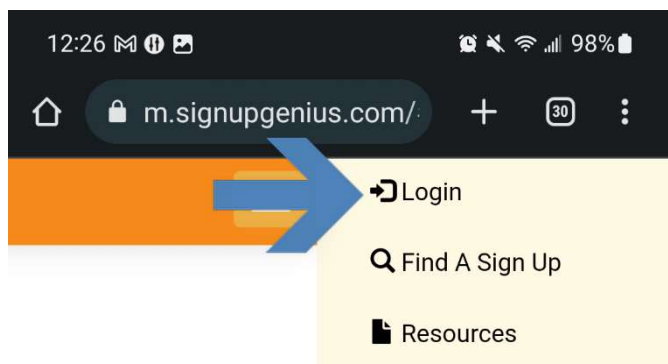 12:26 98%
m.signupgenius.com/ 30
Login
Find A Sign Up
Resources